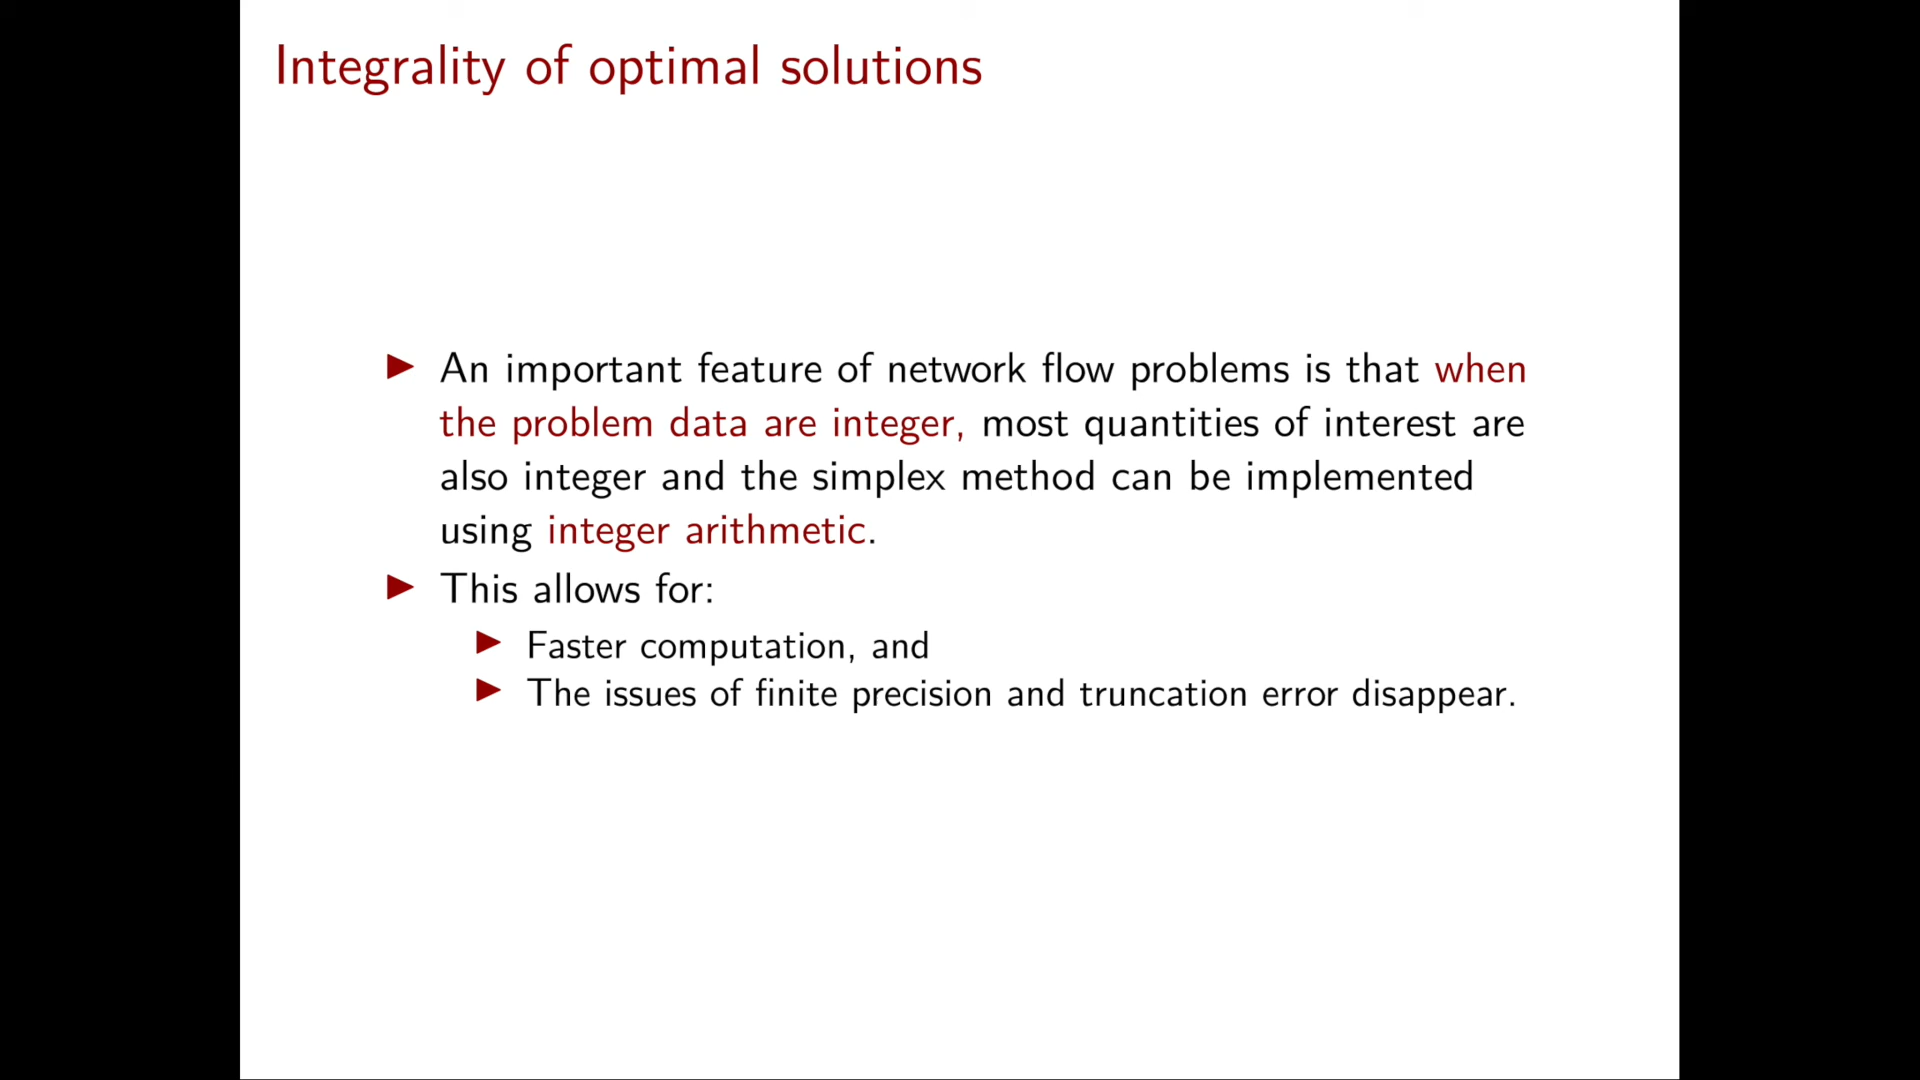 Integrality of optimal solutions
▶ An important feature of network flow problems is that when
the problem data are integer, most quantities of interest are
also integer and the simplex method can be implemented
using integer arithmetic.
▶ This allows for:
▶ Faster computation, and
▶ The issues of finite precision and truncation error disappear.